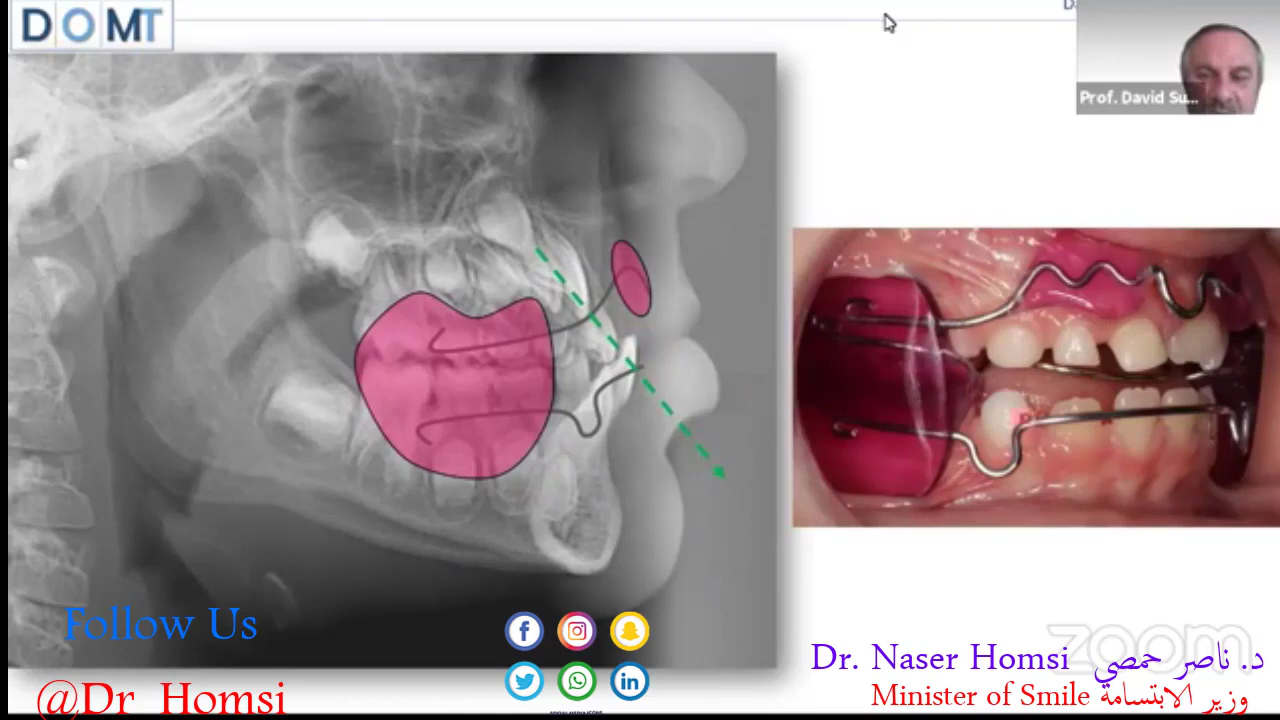 DOMT
Prof. David Su...
Follow Us
@Dr_Homsi
zoom
Dr. Naser Homsi د. ناصر حمصي
Minister of Smile وزير الابتسامة